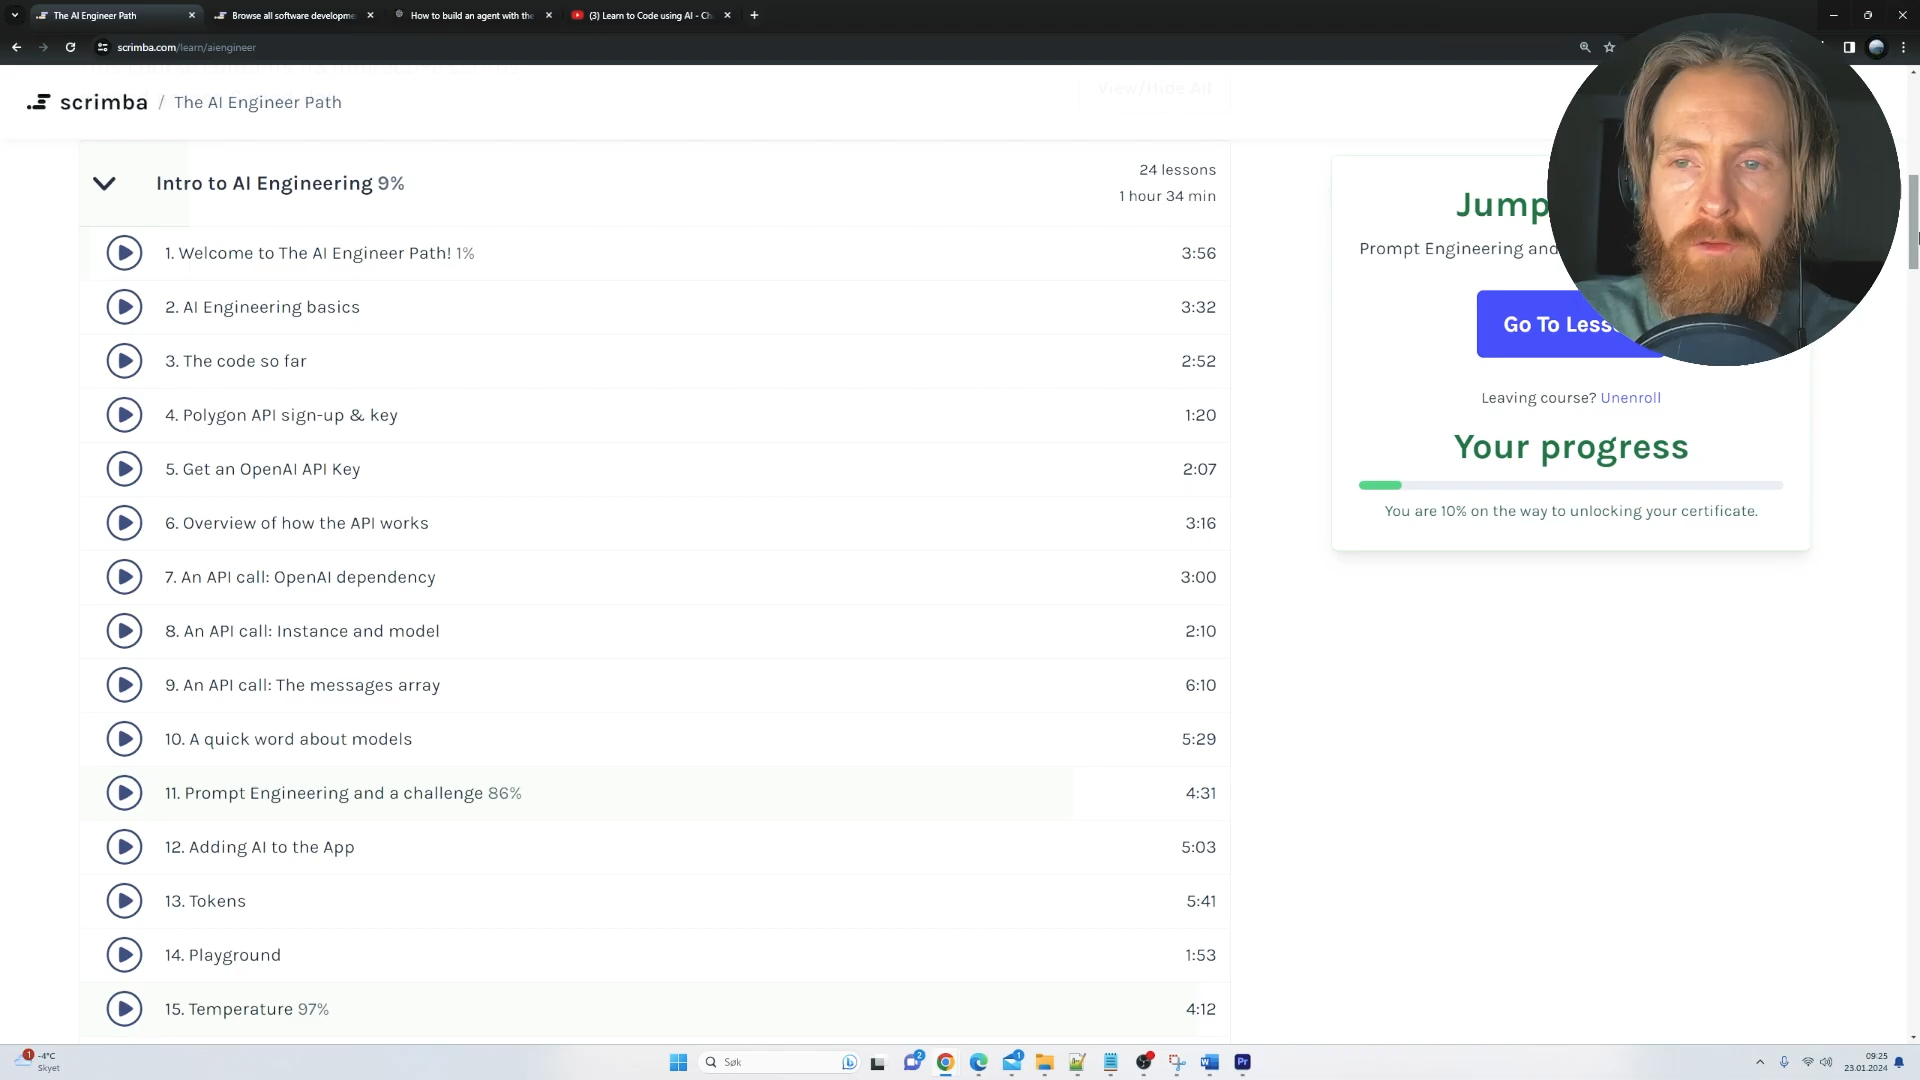 The AI Engineer Path
Browse all software developme
How to build an agent with the
(3) Learn to Code using AI - Ch
scrimba.com/learn/aiengineer
scrimba / The AI Engineer Path
View/Hide All
Intro to AI Engineering 9%
24 lessons
1 hour 34 min
1. Welcome to The AI Engineer Path! 1%
3:56
2. AI Engineering basics
3:32
3. The code so far
2:52
4. Polygon API sign-up & key
1:20
5. Get an OpenAI API Key
2:07
6. Overview of how the API works
3:16
7. An API call: OpenAI dependency
3:00
8. An API call: Instance and model
2:10
9. An API call: The messages array
6:10
10. A quick word about models
5:29
11. Prompt Engineering and a challenge 86%
4:31
12. Adding AI to the App
5:03
13. Tokens
5:41
14. Playground
1:53
15. Temperature 97%
4:12
Jump
Prompt Engineering and
Go To Less
Leaving course? Unenroll
Your progress
You are 10% on the way to unlocking your certificate.
1
-4°C
Skyet
Søk
2
1
W
Pr
09:25
23.01.2024